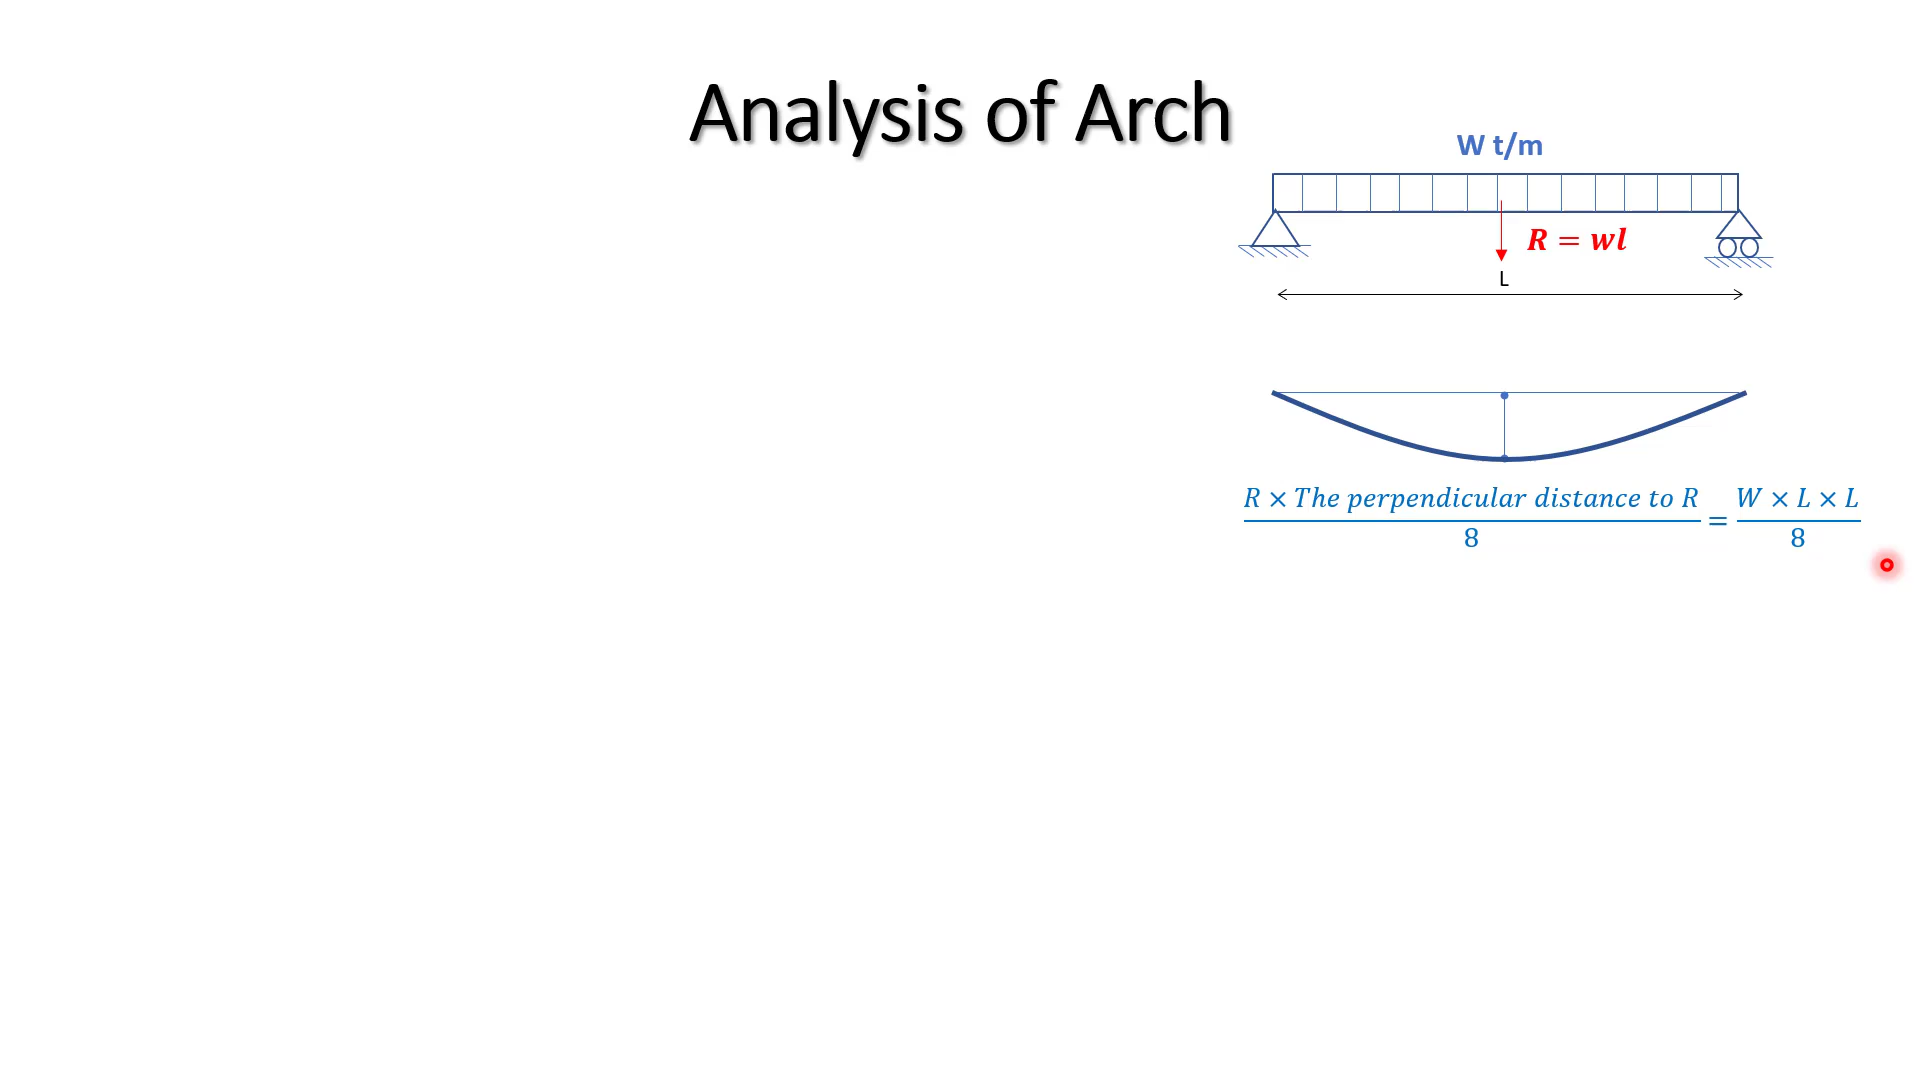 Analysis of Arch
W t/m
R = wl
L
R × The perpendicular distance to R / 8 = W × L × L / 8